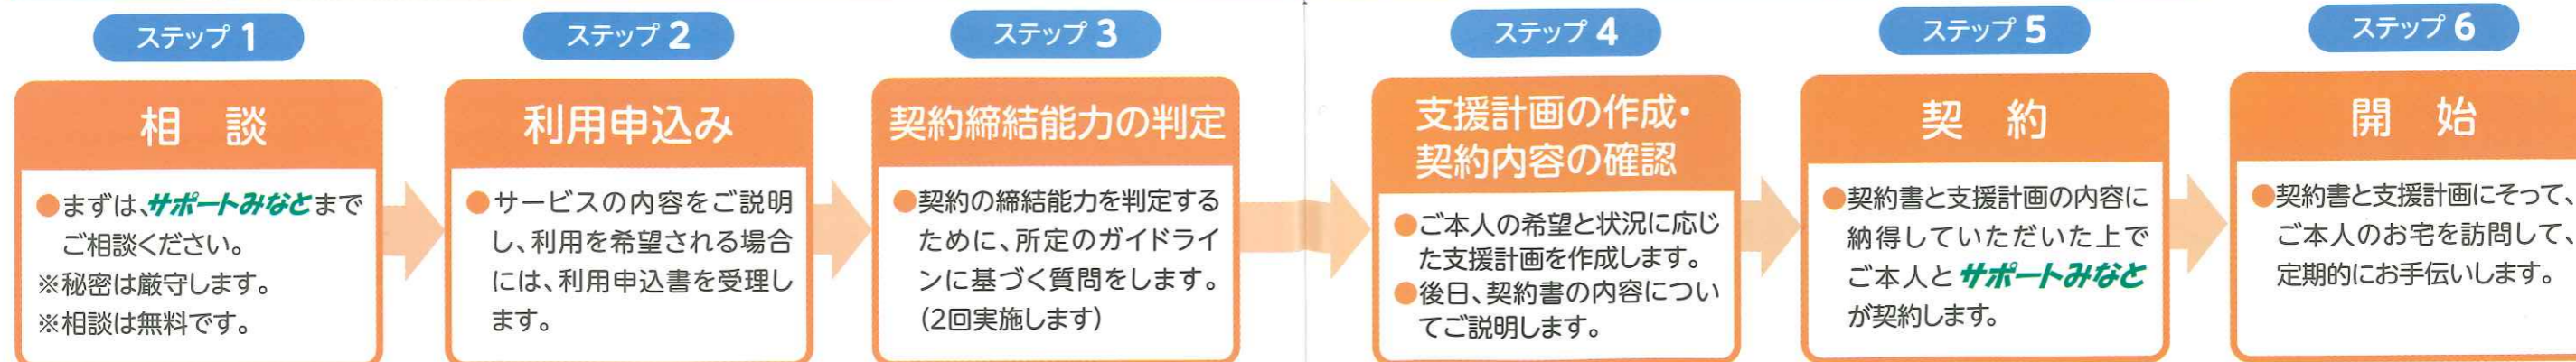 ステップ 1
相 談
●まずは、サポートみなとまで
ご相談ください。
※秘密は厳守します。
※相談は無料です。
ステップ 2
利用申込み
●サービスの内容をご説明
し、利用を希望される場合
には、利用申込書を受理し
ます。
ステップ 3
契約締結能力の判定
●契約の締結能力を判定する
ために、所定のガイドライ
ンに基づく質問をします。
(2回実施します)
ステップ 4
支援計画の作成・
契約内容の確認
●ご本人の希望と状況に応じ
た支援計画を作成します。
●後日、契約書の内容につい
てご説明します。
ステップ 5
契 約
●契約書と支援計画の内容に
納得していただいた上で
ご本人とサポートみなと
が契約します。
ステップ 6
開 始
●契約書と支援計画にそって、
ご本人のお宅を訪問して、
定期的にお手伝いします。